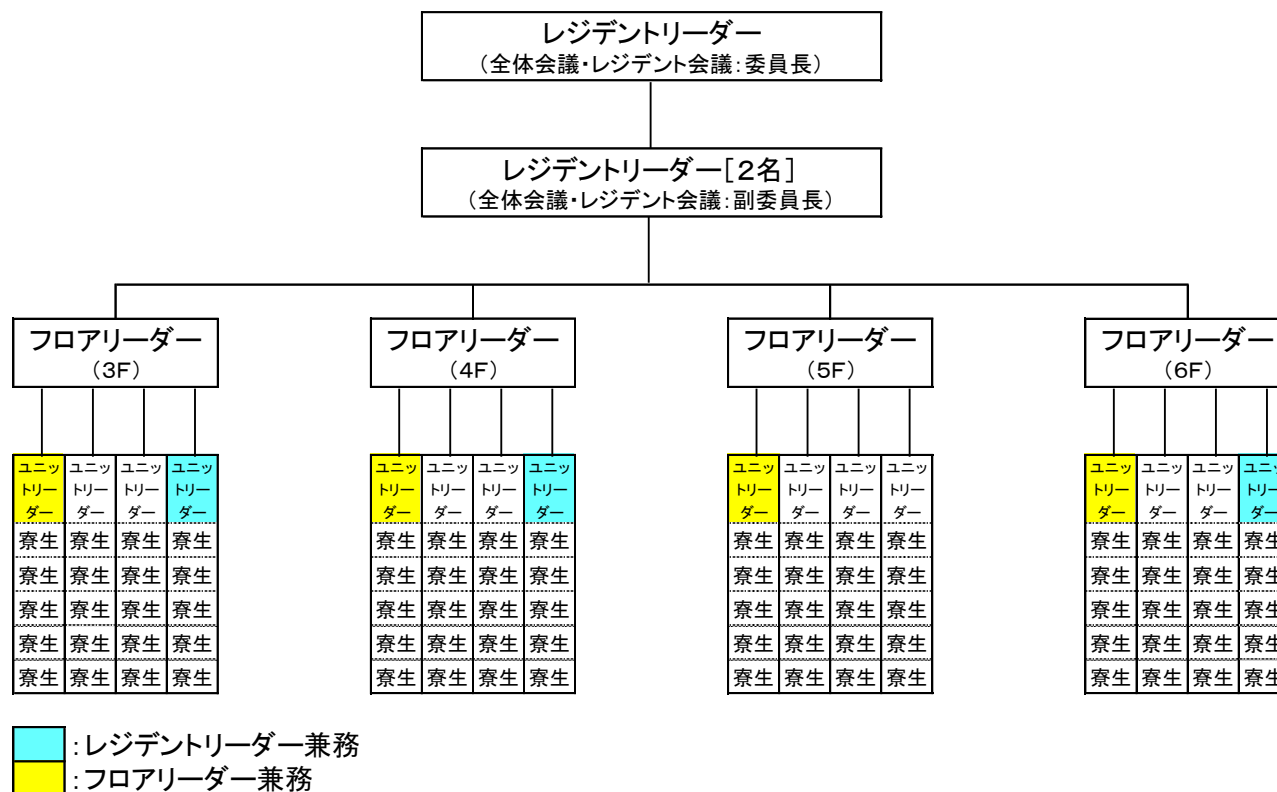 レジデントリーダー
（全体会議・レジデント会議：委員長）
レジデントリーダー［２名］
（全体会議・レジデント会議：副委員長）
フロアリーダー
（3F）
フロアリーダー
（4F）
フロアリーダー
（5F）
フロアリーダー
（6F）
ユニッ ユニッ ユニッ ユニッ ユニッ ユニッ ユニッ ユニッ ユニッ ユニッ ユニッ ユニッ ユニッ ユニッ ユニッ ユニッ
トリー トリー トリー トリー トリー トリー トリー トリー トリー トリー トリー トリー トリー トリー トリー トリー
ダー ダー ダー ダー ダー ダー ダー ダー ダー ダー ダー ダー ダー ダー ダー ダー
寮生 寮生 寮生 寮生 寮生 寮生 寮生 寮生 寮生 寮生 寮生 寮生 寮生 寮生 寮生 寮生
寮生 寮生 寮生 寮生 寮生 寮生 寮生 寮生 寮生 寮生 寮生 寮生 寮生 寮生 寮生 寮生
寮生 寮生 寮生 寮生 寮生 寮生 寮生 寮生 寮生 寮生 寮生 寮生 寮生 寮生 寮生 寮生
寮生 寮生 寮生 寮生 寮生 寮生 寮生 寮生 寮生 寮生 寮生 寮生 寮生 寮生 寮生 寮生
寮生 寮生 寮生 寮生 寮生 寮生 寮生 寮生 寮生 寮生 寮生 寮生 寮生 寮生 寮生 寮生
：レジデントリーダー兼務
：フロアリーダー兼務